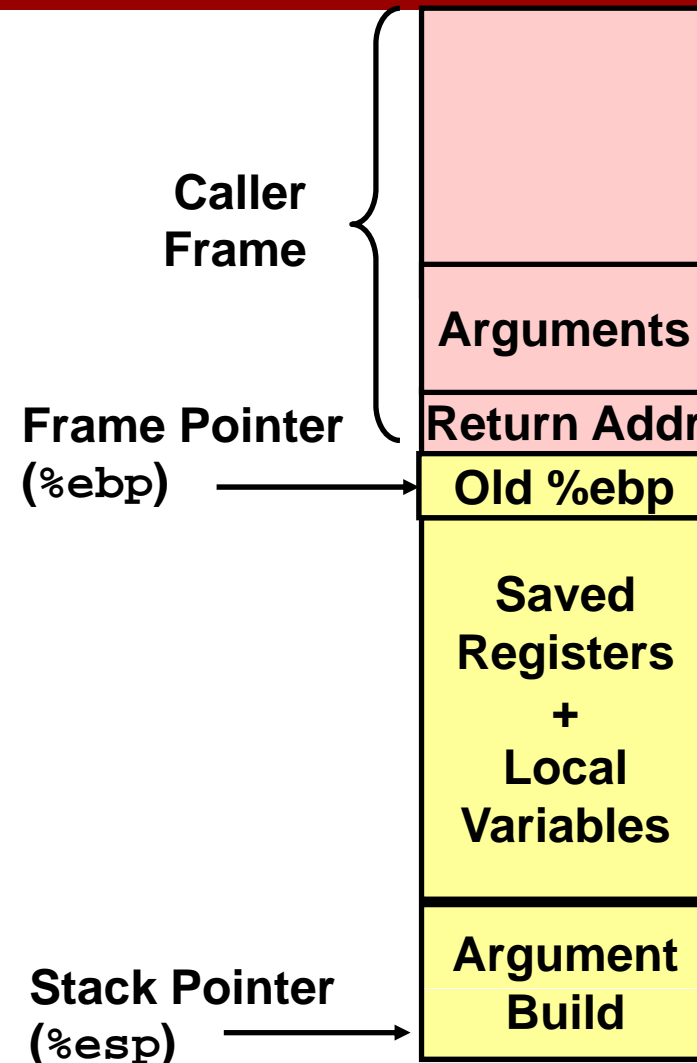 Caller
Frame
Arguments
Frame Pointer
(%ebp)
Return Addr
Old %ebp
Saved
Registers
+
Local
Variables
Argument
Build
Stack Pointer
(%esp)